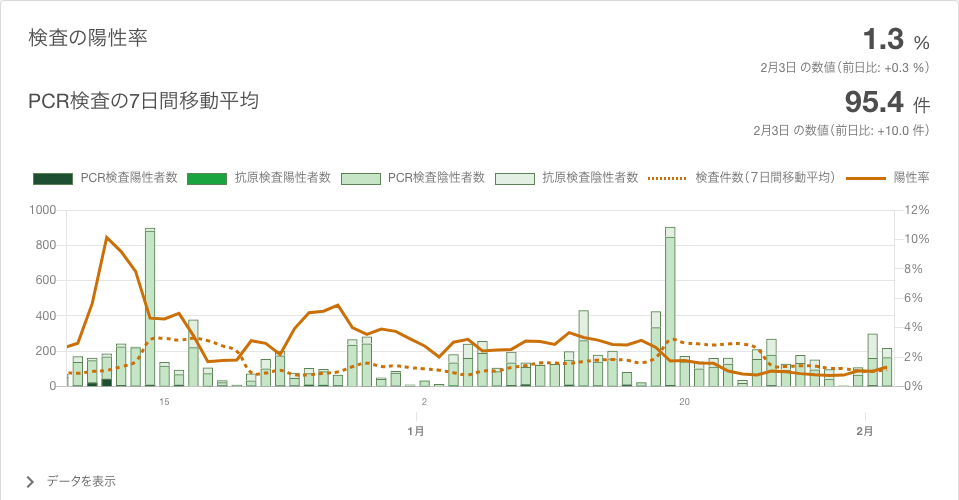 検査の陽性率
1.3 %
2月3日 の数値（前日比: +0.3 %）
PCR検査の7日間移動平均
95.4 件
2月3日 の数値（前日比: +10.0 件）
PCR検査陽性者数 抗原検査陽性者数 PCR検査陰性者数 抗原検査陰性者数 検査件数（7日間移動平均） 陽性率
1000 12%
10%
800
8%
600
6%
400
4%
200
2%
0 0%
15 2 20
1月 2月
データを表示